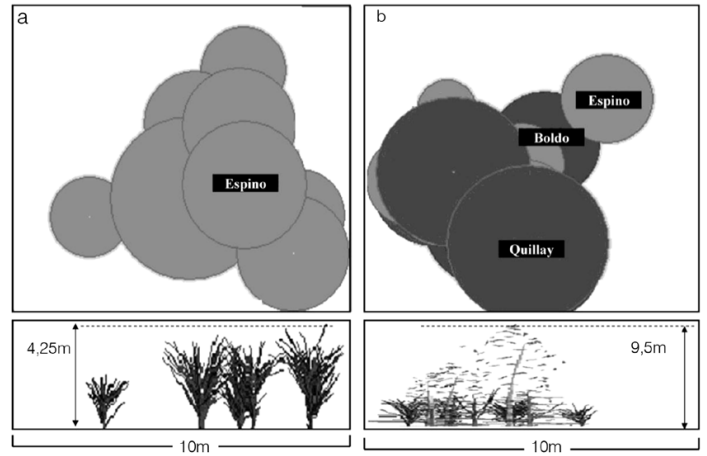 a
Espino
4,25m
10m
b
Espino
Boldo
Quillay
9,5m
10m